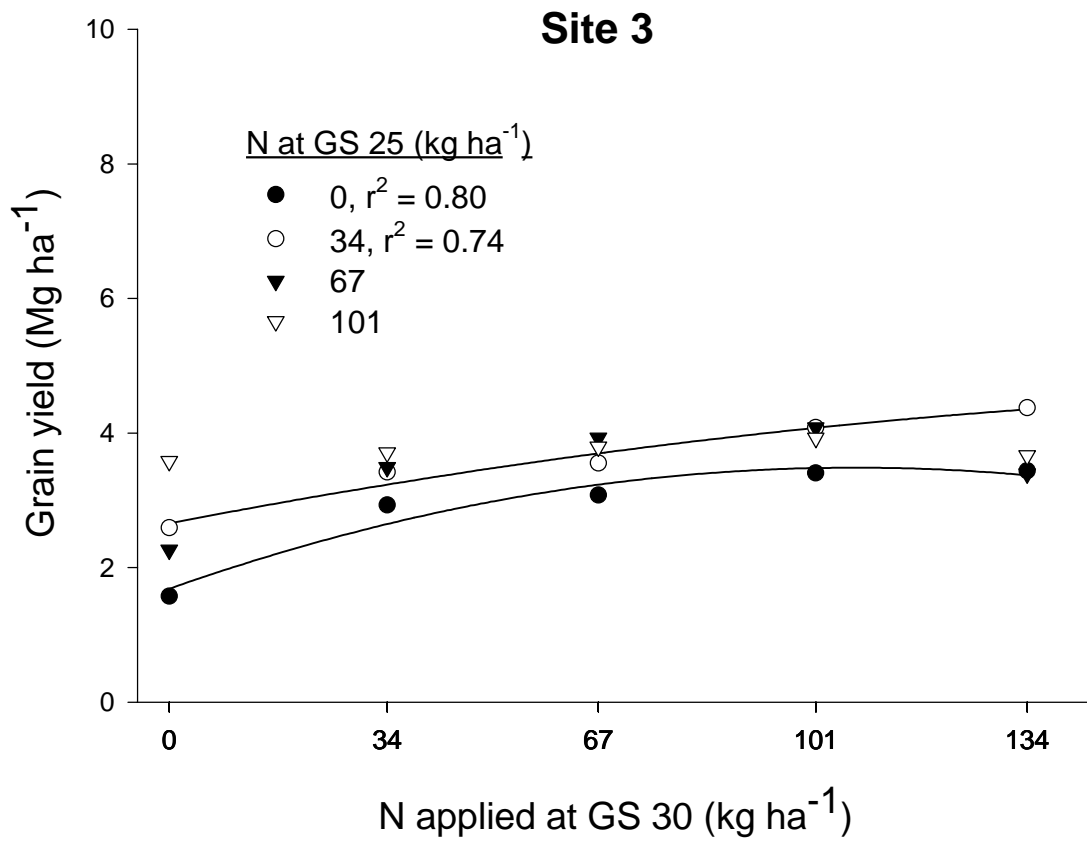 Site 3
10
8
6
4
2
0
Grain yield (Mg ha⁻¹)
N at GS 25 (kg ha⁻¹)
0, r² = 0.80
34, r² = 0.74
67
101
0 34 67 101 134
N applied at GS 30 (kg ha⁻¹)